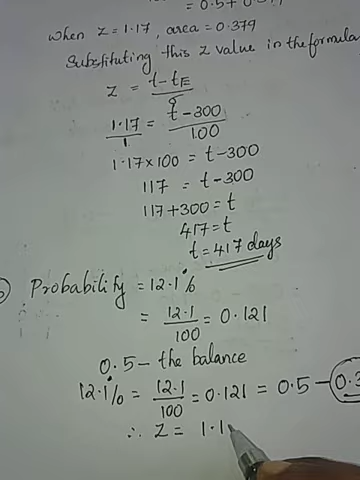 = 0.5+0.
when z = 1.17, area = 0.379
Substituting this z value in the formula
z = t-tE/σ
1.17/1 = t-300/100
1.17×100 = t-300
117 = t-300
117+300 = t
417 = t
t = 417 days
Probability = 12.1%
= 12.1/100 = 0.121
0.5 - the balance
12.1% = 12.1/100 = 0.121 = 0.5 - 0.3
∴ z = 1.1